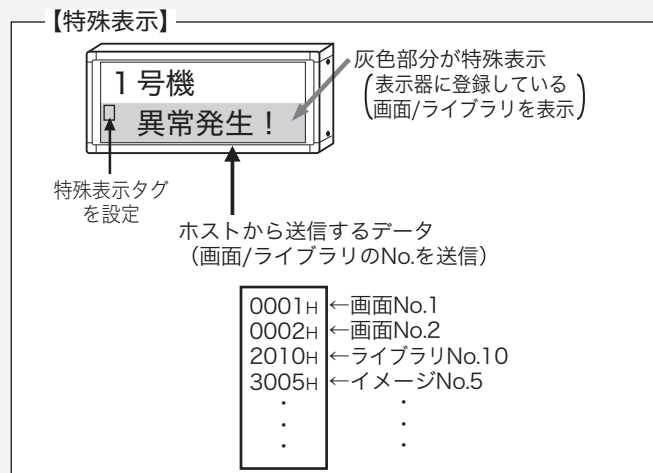 【特殊表示】
1号機
異常発生！
灰色部分が特殊表示
（表示器に登録している
画面/ライブラリを表示）
特殊表示タグ
を設定
ホストから送信するデータ
（画面/ライブラリのNo.を送信）
0001H ←画面No.1
0002H ←画面No.2
2010H ←ライブラリNo.10
3005H ←イメージNo.5
・ ・
・ ・
・ ・